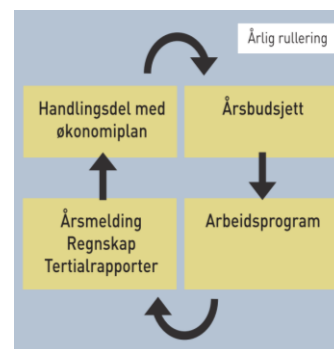 Årlig rullering
Handlingsdel med
økonomiplan
Årsbudsjett
Årsmelding
Regnskap
Tertialrapporter
Arbeidsprogram